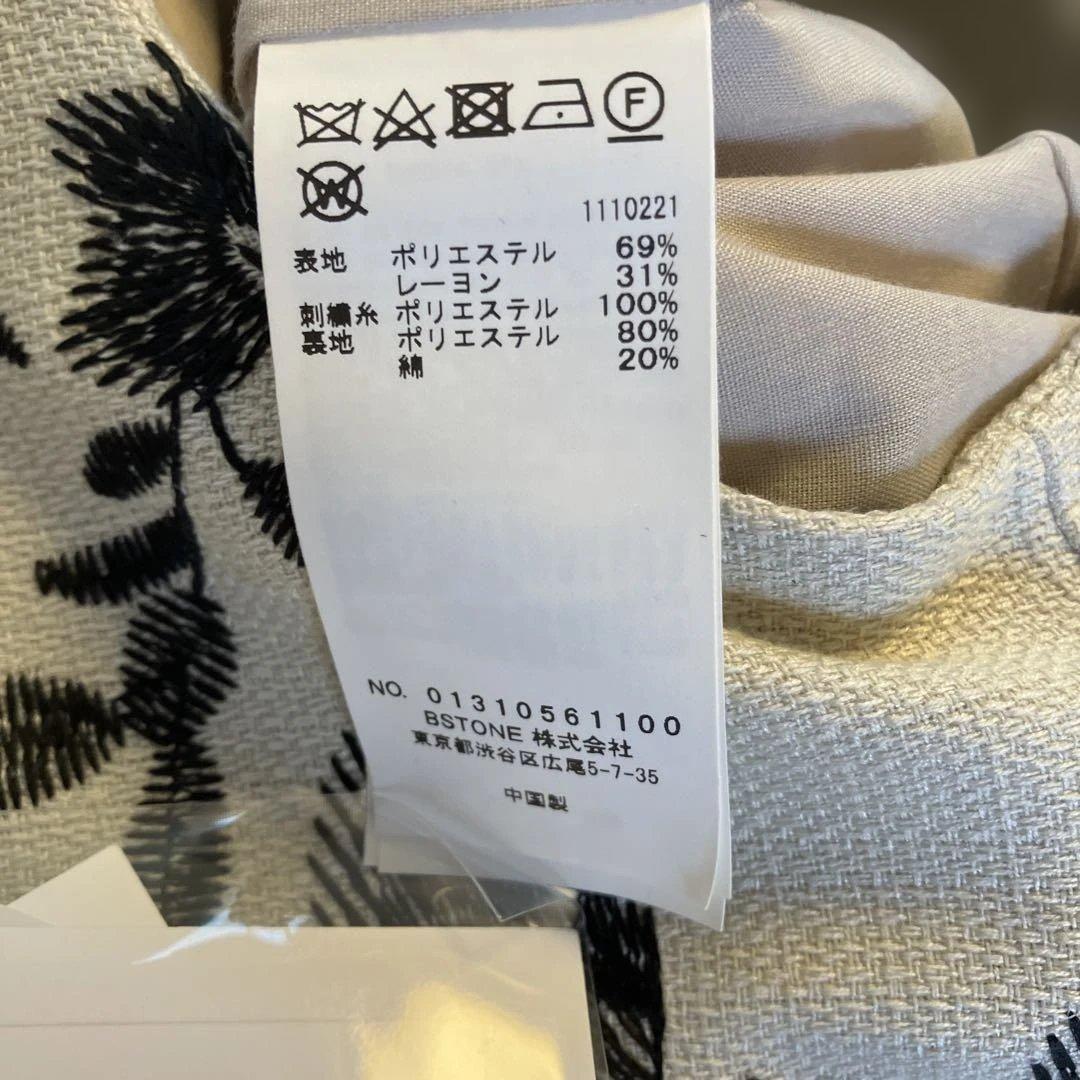 F
W
1110221
表地 ポリエステル 69%
レーヨン 31%
刺繍糸 ポリエステル 100%
裏地 ポリエステル 80%
綿 20%
NO. 01310561100
BSTONE 株式会社
東京都渋谷区広尾5-7-35
中国製